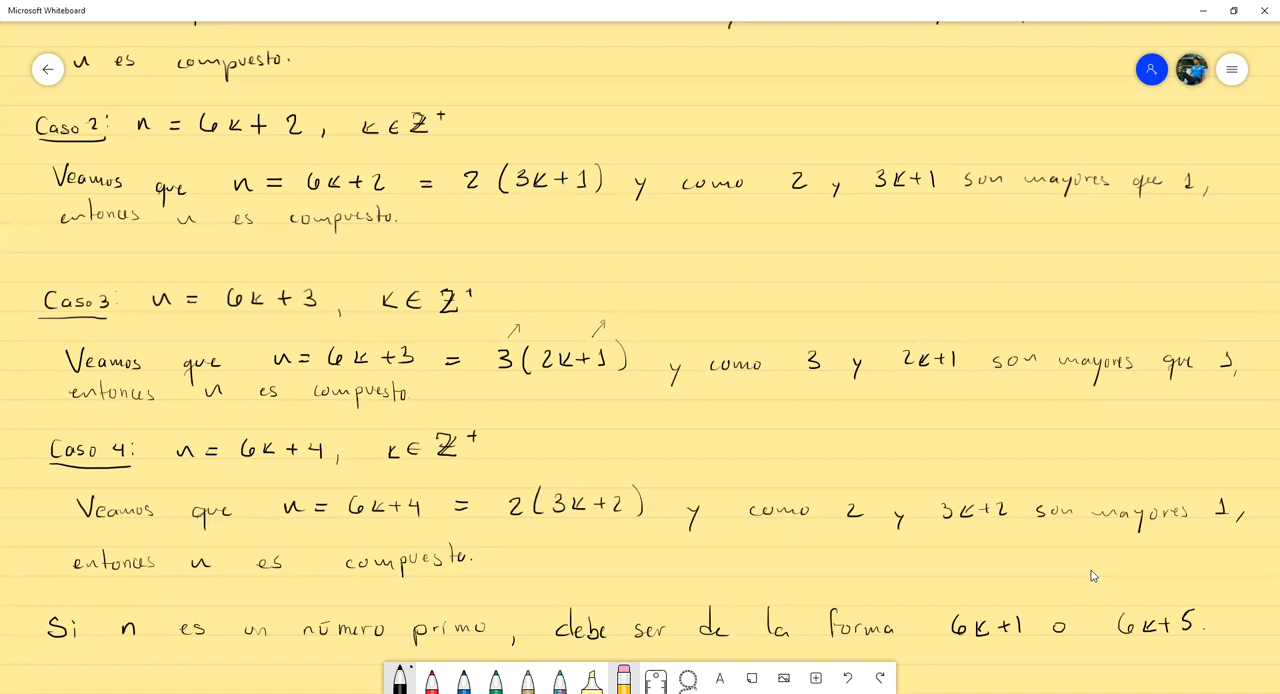 Microsoft Whiteboard
n es compuesto.
Caso 2: n = 6k + 2, k ∈ Z⁺
Veamos que n = 6k + 2 = 2 (3k + 1) y como 2 y 3k + 1 son mayores que 1,
entonces n es compuesto.
Caso 3: n = 6k + 3, k ∈ Z⁺
Veamos que n = 6k + 3 = 3 (2k + 1) y como 3 y 2k + 1 son mayores que 1,
entonces n es compuesto.
Caso 4: n = 6k + 4, k ∈ Z⁺
Veamos que n = 6k + 4 = 2 (3k + 2) y como 2 y 3k + 2 son mayores 1,
entonces n es compuesto.
Si n es un número primo, debe ser de la forma 6k + 1 o 6k + 5.